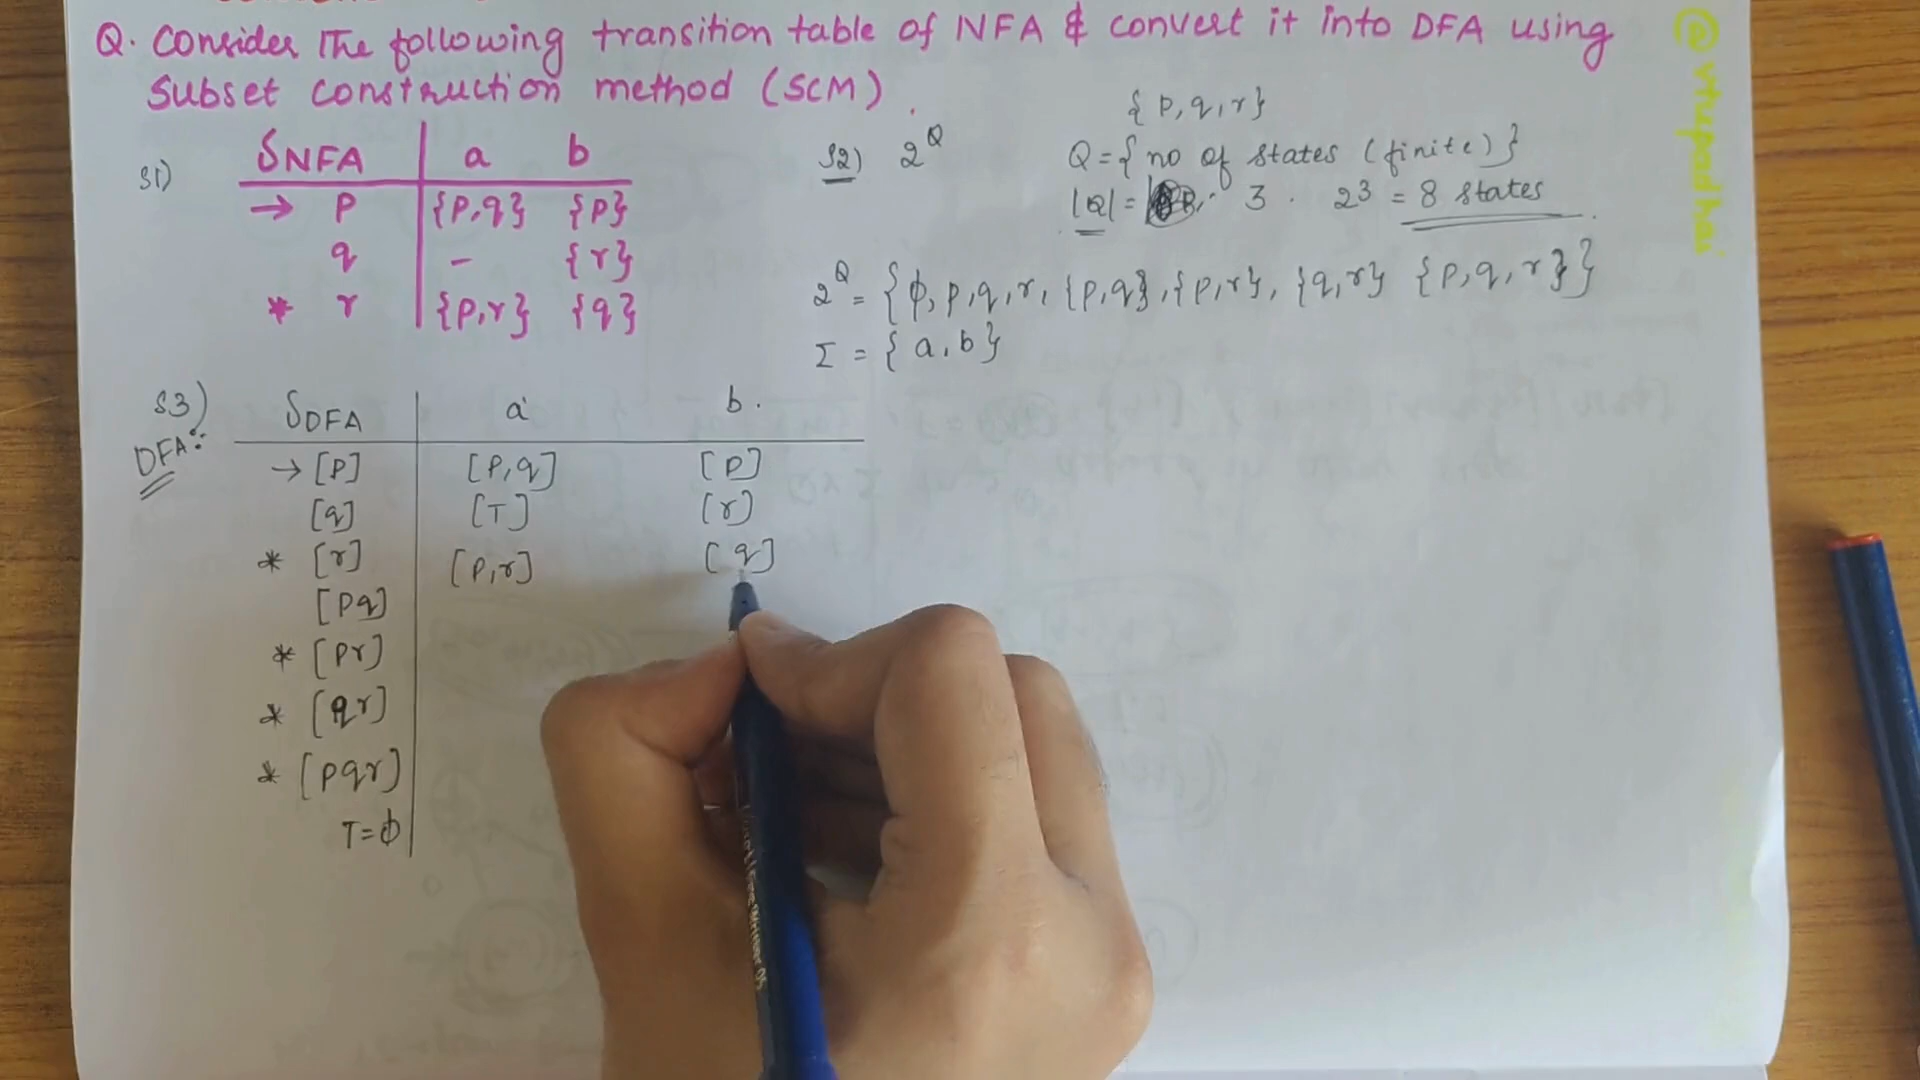 Q. Consider The following transition table of NFA & convert it into DFA using
Subset construction method (SCM).
S1)
δNFA a b
→ p {p,q} {p}
q - {r}
* r {p,r} {q}
S2) 2^Q
{p,q,r}
Q={no of states (finite)}
|Q|= 3. 2^3 = 8 states
2^Q = {ϕ,p,q,r,{p,q},{p,r},{q,r} {p,q,r}}
Σ = {a,b}
S3)
DFA:
δDFA a b.
→[p] [p,q] [p]
[q] [T] [r]
* [r] [p,r] [q]
[pq]
* [pr]
* [qr]
* [pqr]
T=ϕ
@vtupadhai